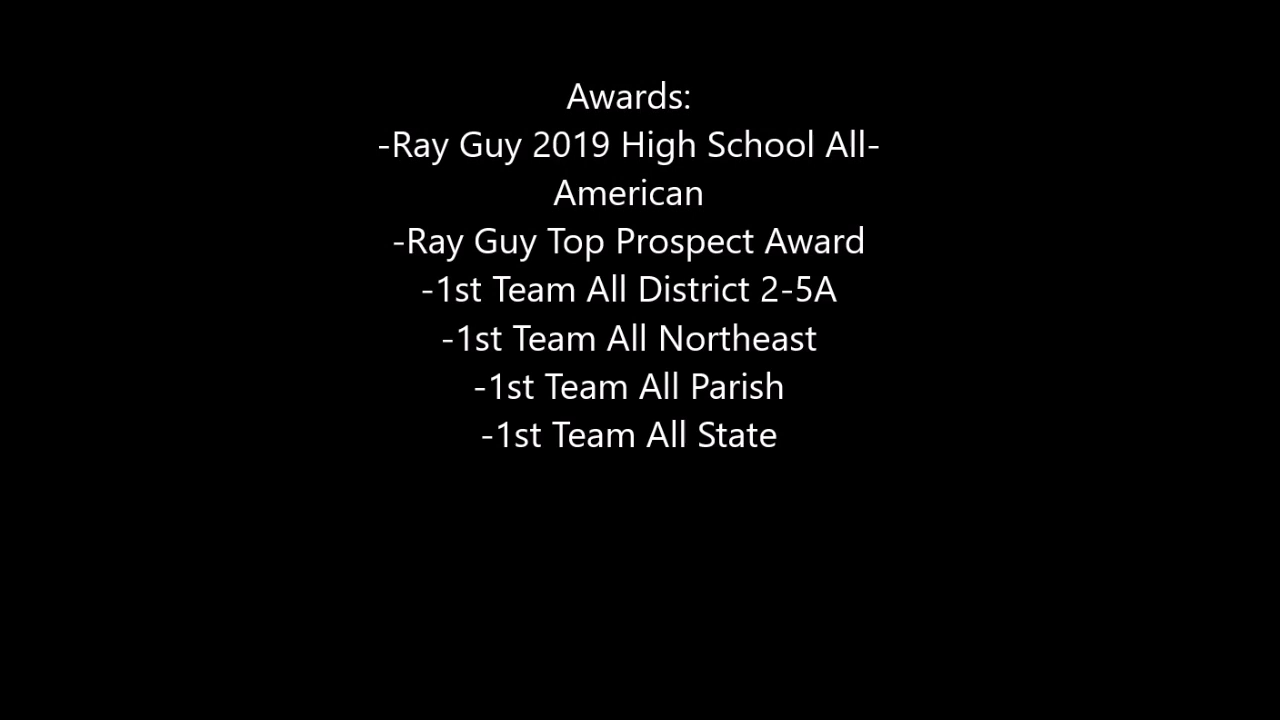 Awards:
-Ray Guy 2019 High School All-
American
-Ray Guy Top Prospect Award
-1st Team All District 2-5A
-1st Team All Northeast
-1st Team All Parish
-1st Team All State